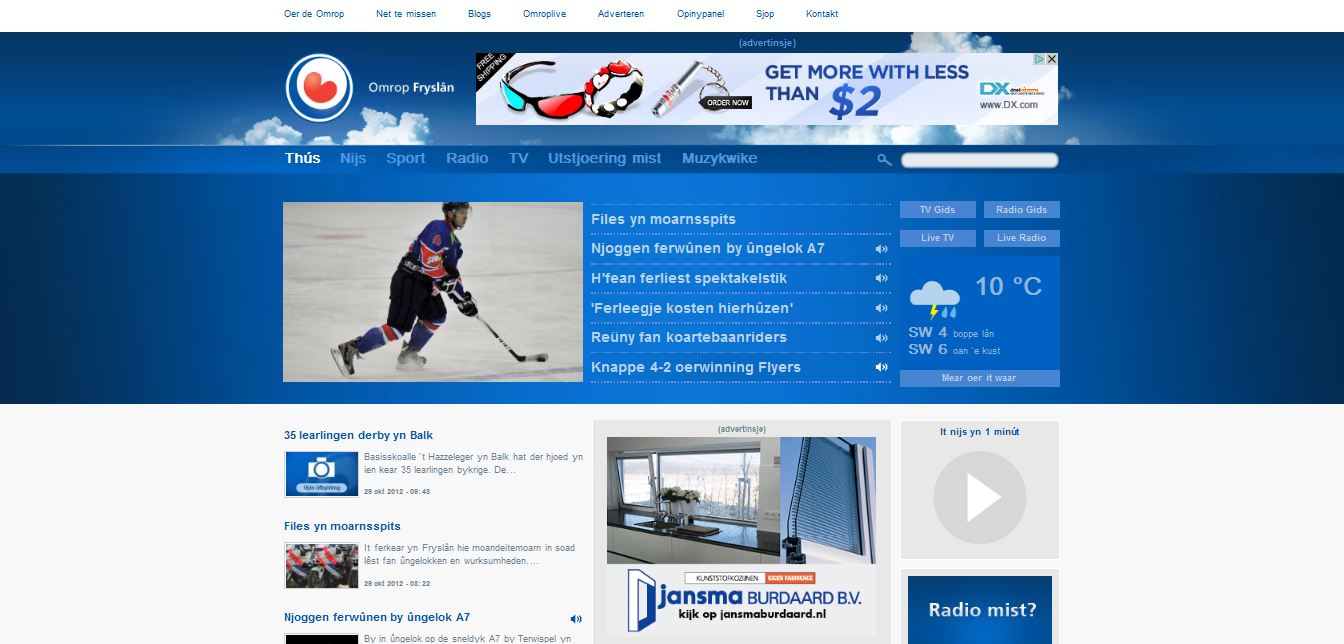 Oer de Omrop Net te missen Blogs Omroplive Adverteren Opinypanel Sjop Kontakt
(advertinsje)
Omrop Fryslân
FREE SHIPPING
ORDER NOW
GET MORE WITH LESS
THAN $2
DX
www.DX.com
Thús Nijs Sport Radio TV Utstjoering mist Muzykwike
Files yn moarnsspits
Njoggen ferwûnen by ûngelok A7
H'fean ferliest spektakelstik
'Ferleegje kosten hierhûzen'
Reüny fan koartebaanriders
Knappe 4-2 oerwinning Flyers
TV Gids Radio Gids
Live TV Live Radio
10 °C
SW 4 boppe lân
SW 6 oan 'e kust
Mear oer it waar
35 learlingen derby yn Balk
Basisskoalle 't Hazzeleger yn Balk hat der hjoed yn
ien kear 35 learlingen bykrige. De...
29 okt 2012 - 09:48
Files yn moarnsspits
It ferkear yn Fryslân hie moandeitemoarn in soad
lêst fan ûngelokken en wurksumheden....
29 okt 2012 - 08:22
Njoggen ferwûnen by ûngelok A7
By in ûngelok op de sneldyk A7 by Terwispel yn
(advertinsje)
KUNSTSTOFKOZIJNEN EIGEN FABRICAGE
jansma BURDAARD B.V.
kijk op jansmaburdaard.nl
It nijs yn 1 minút
Radio mist?